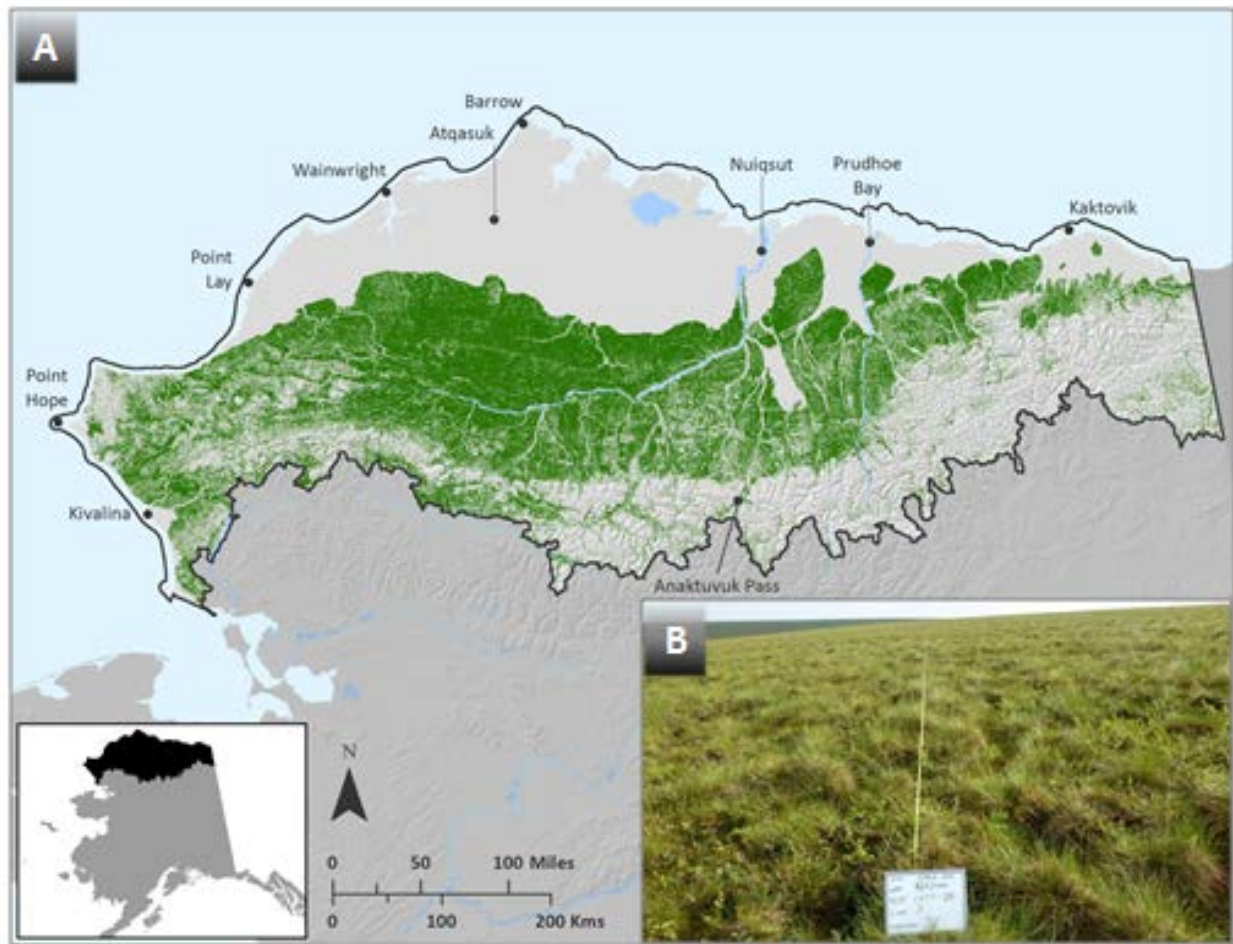 A
Barrow
Atqasuk
Wainwright
Nuiqsut
Prudhoe
Bay
Kaktovik
Point
Lay
Point
Hope
Kivalina
Anaktuvuk Pass
B
N
0 50 100 Miles
0 100 200 Kms